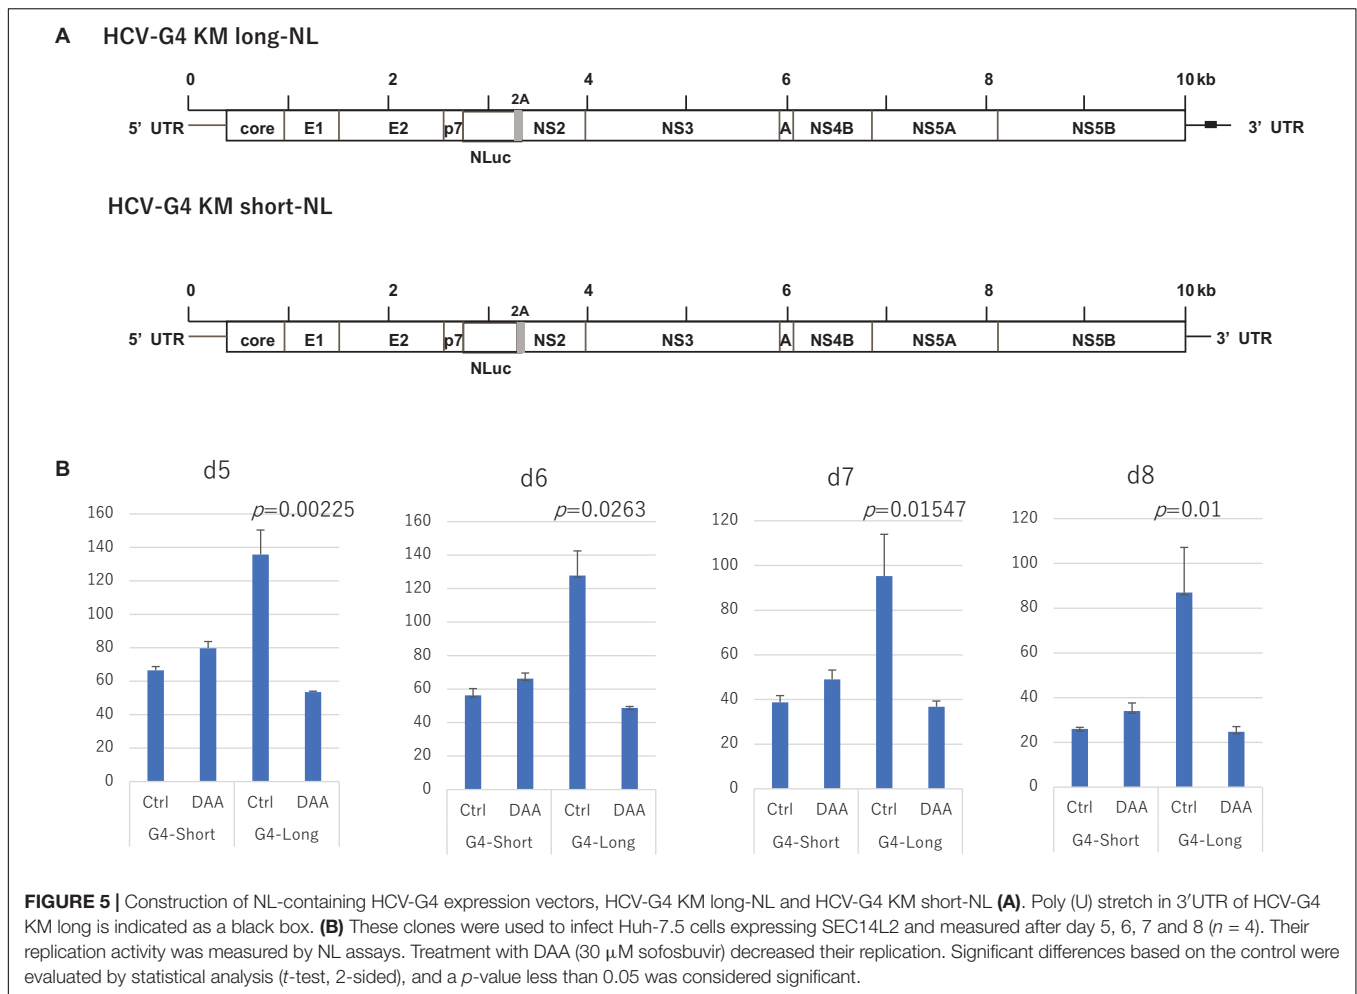 A HCV-G4 KM long-NL
0 2 4 6 8 10 kb
2A
5' UTR core E1 E2 p7 NS2 NS3 A NS4B NS5A NS5B 3' UTR
NLuc
HCV-G4 KM short-NL
0 2 4 6 8 10 kb
2A
5' UTR core E1 E2 p7 NS2 NS3 A NS4B NS5A NS5B 3' UTR
NLuc
B
d5
p=0.00225
160
140
120
100
80
60
40
20
0
Ctrl DAA Ctrl DAA
G4-Short G4-Long
d6
p=0.0263
160
140
120
100
80
60
40
20
0
Ctrl DAA Ctrl DAA
G4-Short G4-Long
d7
p=0.01547
120
100
80
60
40
20
0
Ctrl DAA Ctrl DAA
G4-Short G4-Long
d8
p=0.01
120
100
80
60
40
20
0
Ctrl DAA Ctrl DAA
G4-Short G4-Long
FIGURE 5 | Construction of NL-containing HCV-G4 expression vectors, HCV-G4 KM long-NL and HCV-G4 KM short-NL (A). Poly (U) stretch in 3′UTR of HCV-G4
KM long is indicated as a black box. (B) These clones were used to infect Huh-7.5 cells expressing SEC14L2 and measured after day 5, 6, 7 and 8 (n = 4). Their
replication activity was measured by NL assays. Treatment with DAA (30 μM sofosbuvir) decreased their replication. Significant differences based on the control were
evaluated by statistical analysis (t-test, 2-sided), and a p-value less than 0.05 was considered significant.